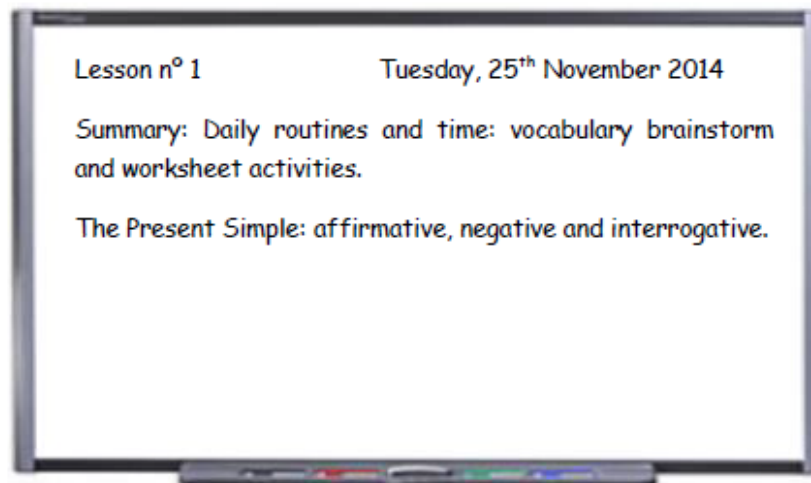 Lesson nº 1 Tuesday, 25th November 2014
Summary: Daily routines and time: vocabulary brainstorm
and worksheet activities.
The Present Simple: affirmative, negative and interrogative.